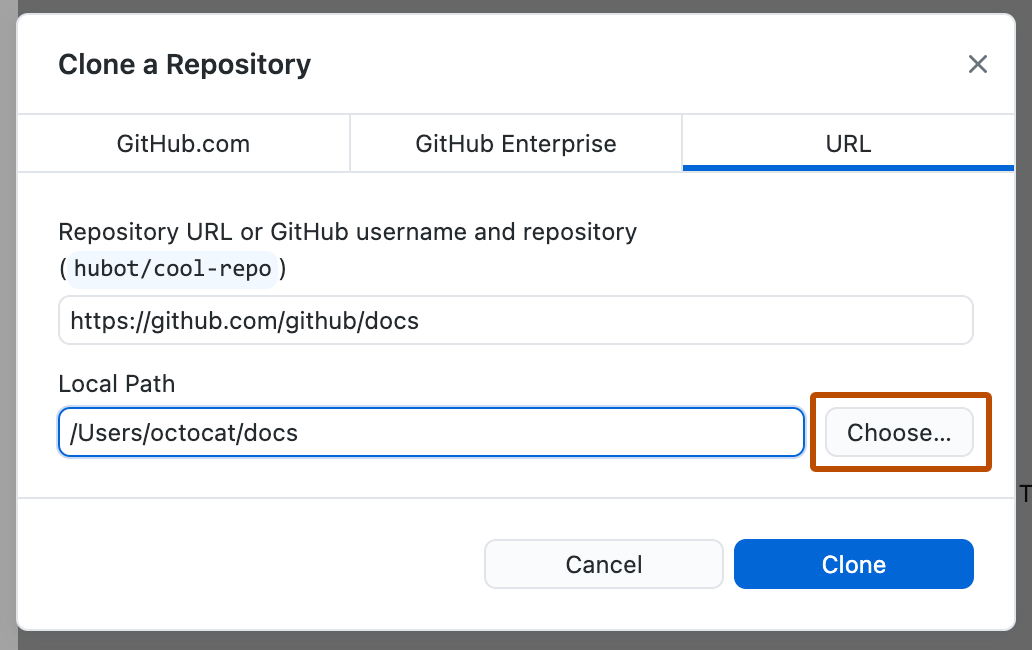 Clone a Repository
GitHub.com
GitHub Enterprise
URL
Repository URL or GitHub username and repository
(hubot/cool-repo)
https://github.com/github/docs
Local Path
/Users/octocat/docs
Choose...
T
Cancel
Clone